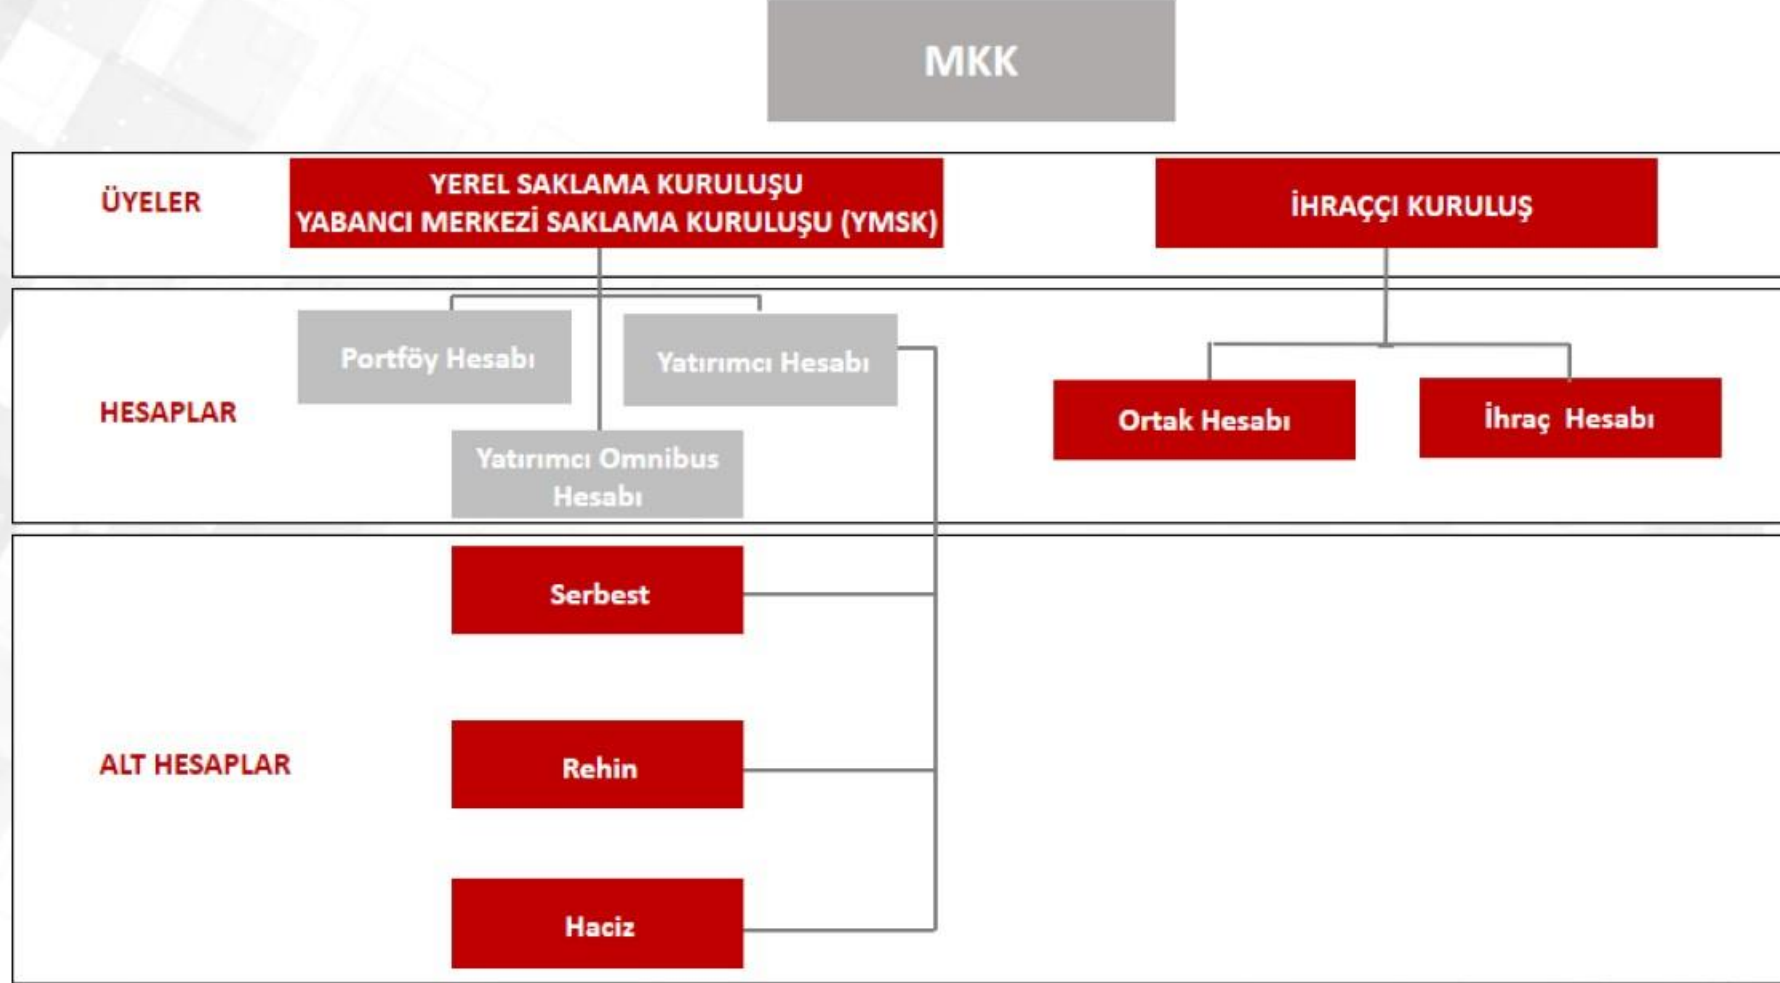 MKK
ÜYELER
YEREL SAKLAMA KURULUŞU
YABANCI MERKEZİ SAKLAMA KURULUŞU (YMSK)
İHRAÇÇI KURULUŞ
HESAPLAR
Portföy Hesabı
Yatırımcı Hesabı
Yatırımcı Omnibus
Hesabı
Ortak Hesabı
İhraç Hesabı
ALT HESAPLAR
Serbest
Rehin
Haciz